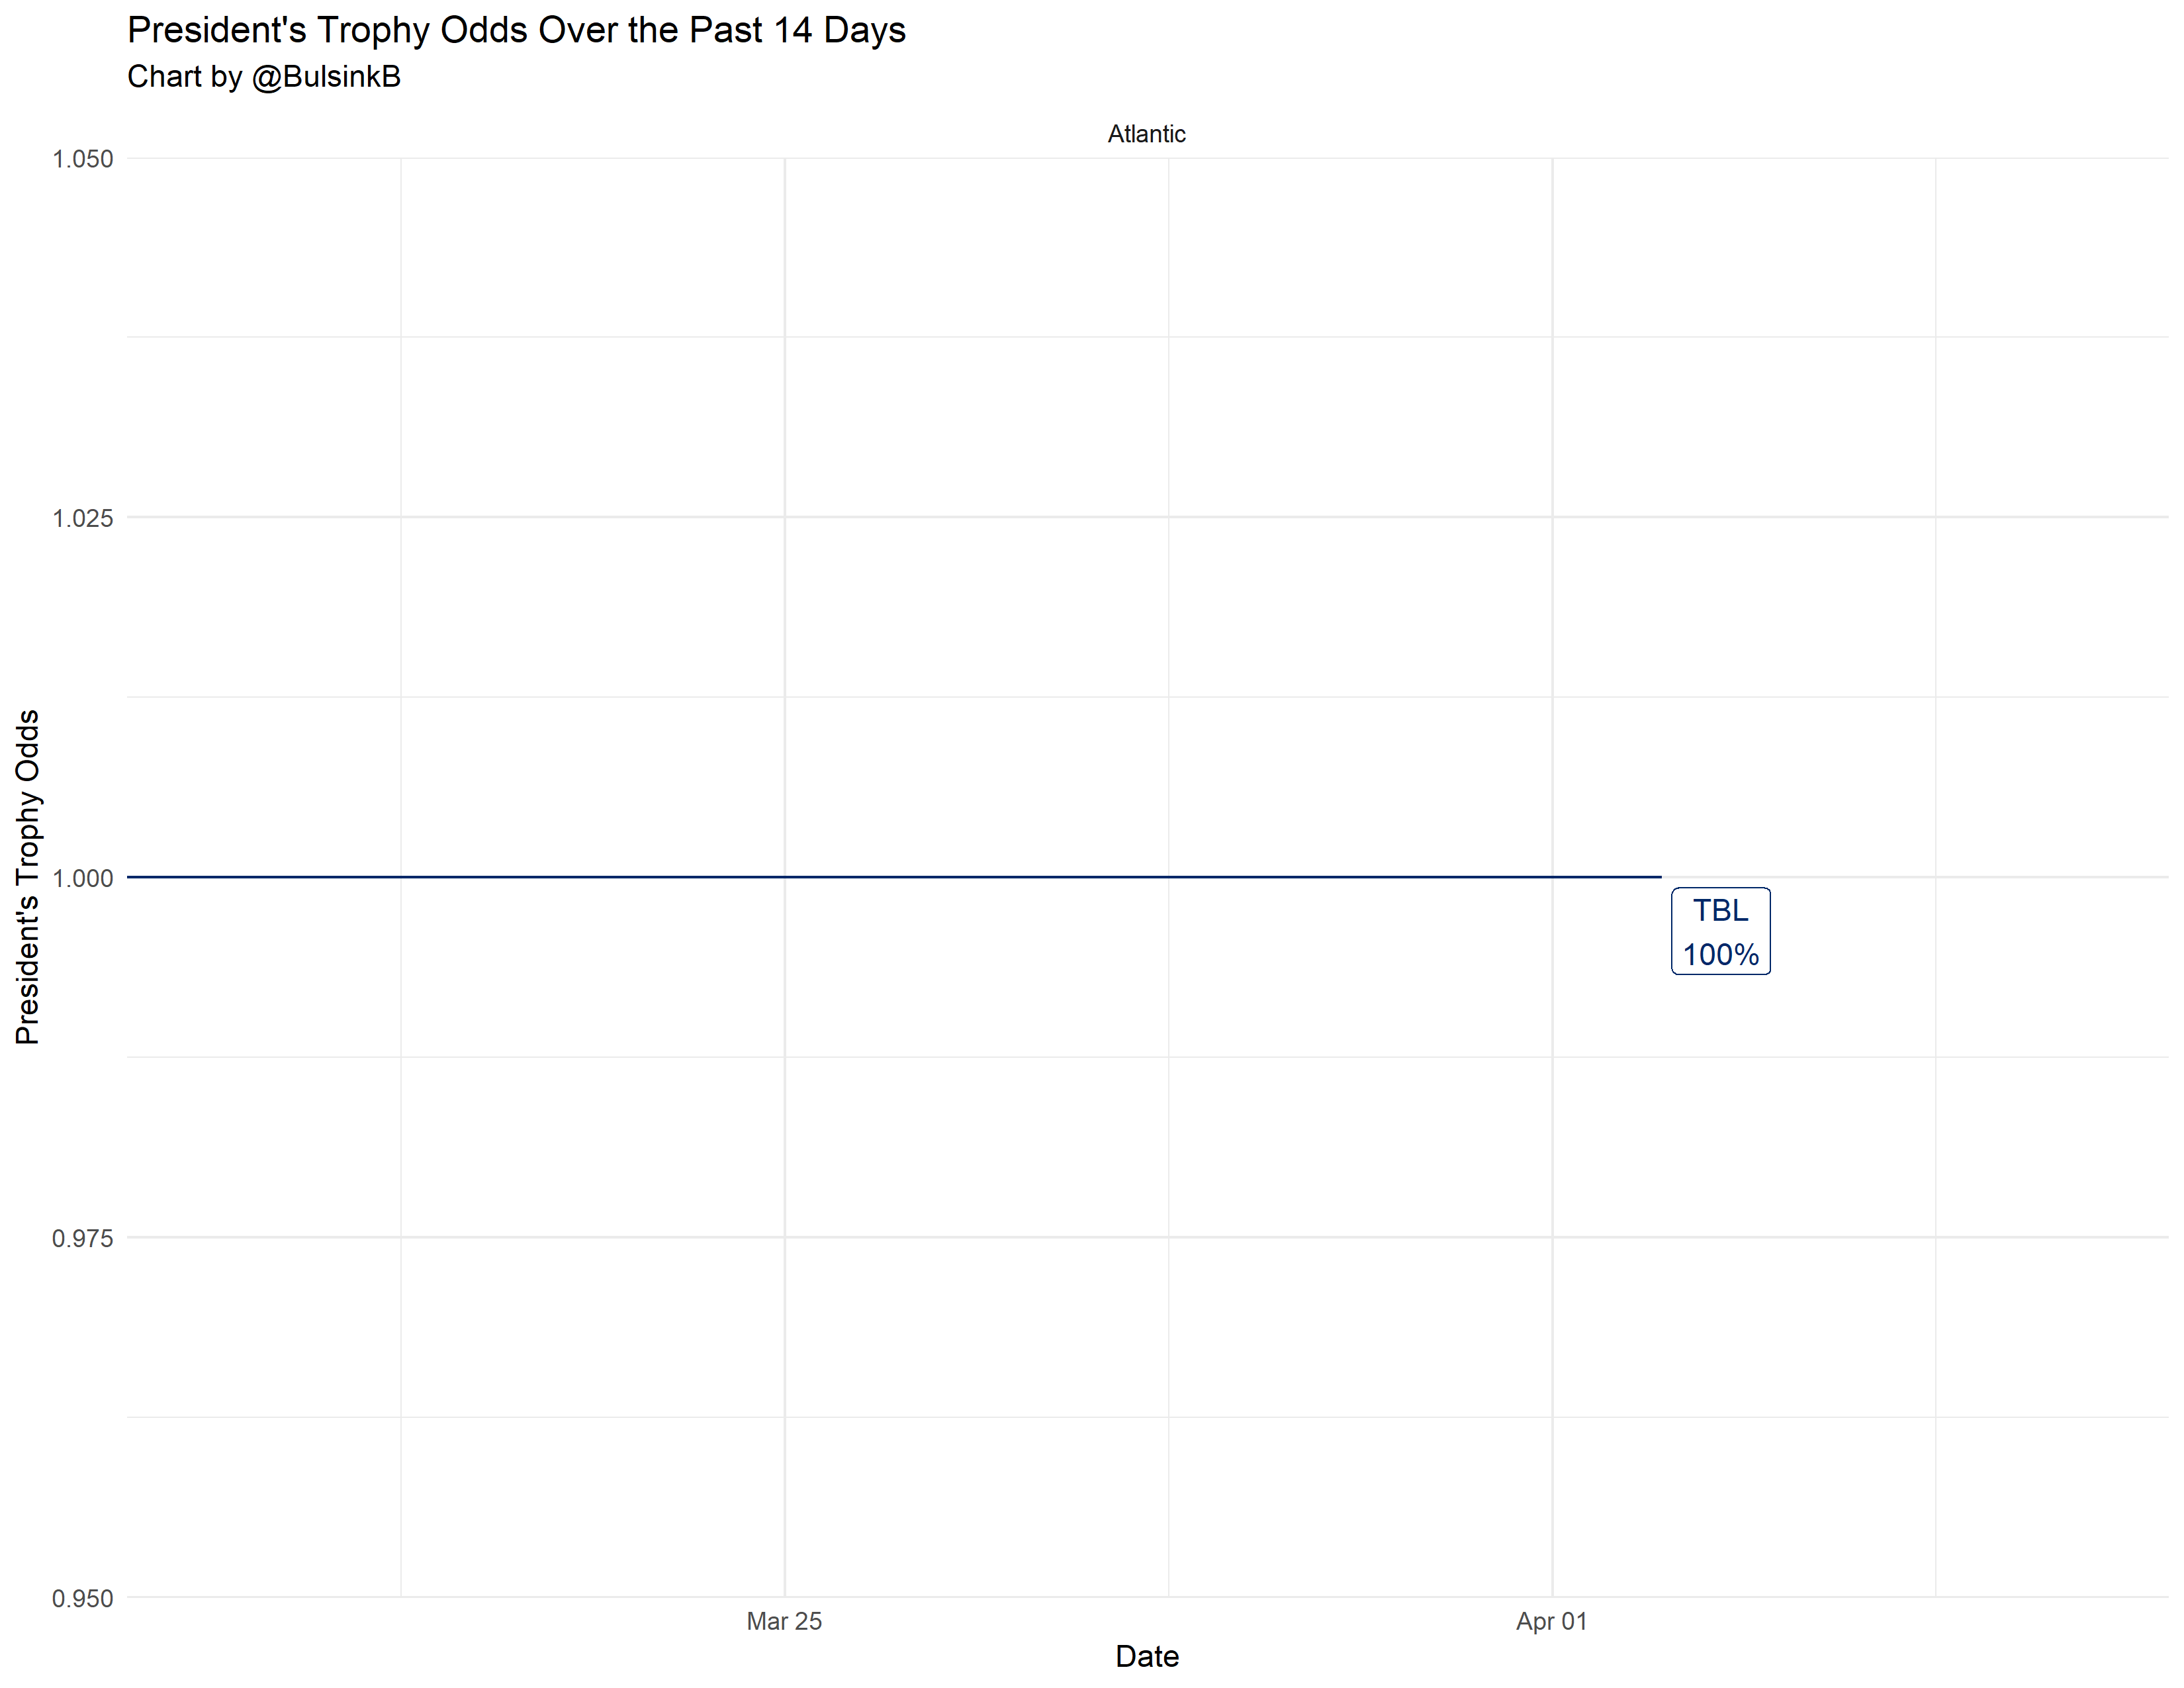 President's Trophy Odds Over the Past 14 Days
Chart by @BulsinkB
Atlantic
1.050
1.025
1.000
0.975
0.950
President's Trophy Odds
TBL
100%
Mar 25
Apr 01
Date